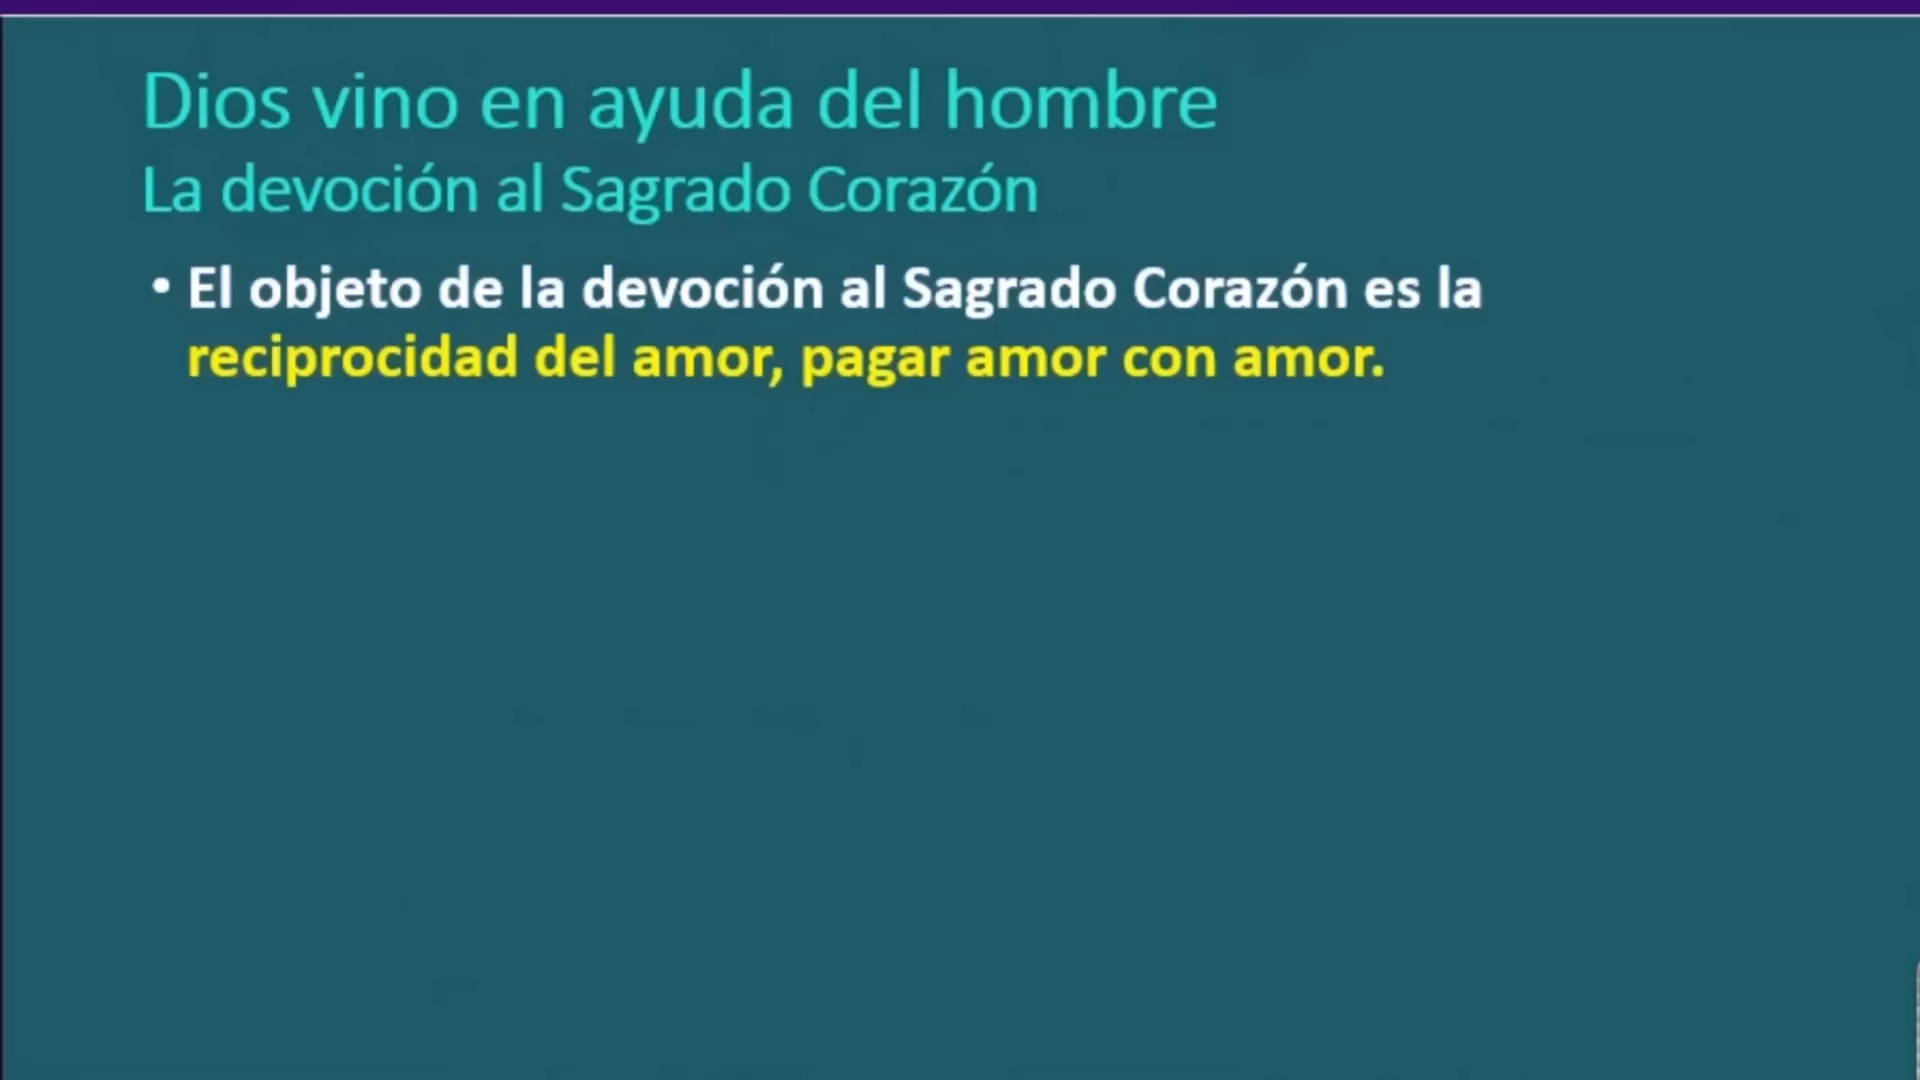 Dios vino en ayuda del hombre
La devoción al Sagrado Corazón
• El objeto de la devoción al Sagrado Corazón es la
reciprocidad del amor, pagar amor con amor.